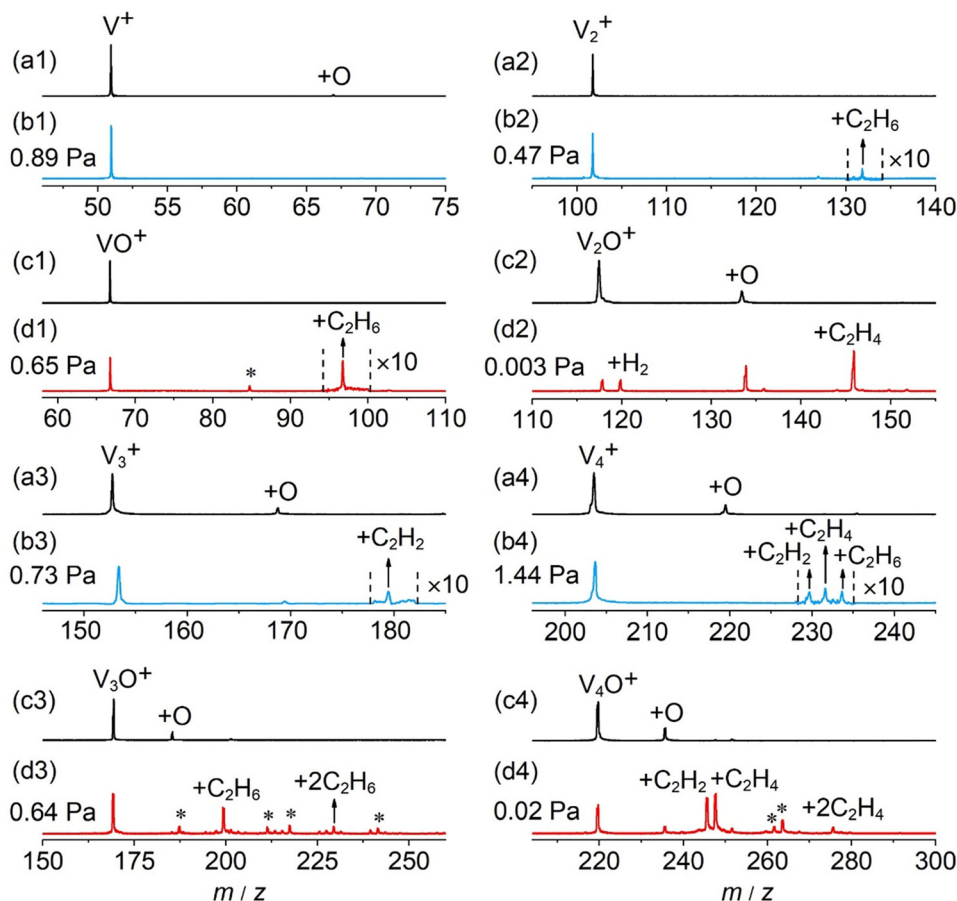 V⁺
(a1)
+O
(b1)
0.89 Pa
50 55 60 65 70 75
V₂⁺
(a2)
(b2)
+C₂H₆
0.47 Pa
×10
100 110 120 130 140
VO⁺
(c1)
(d1)
+C₂H₆
0.65 Pa
*
×10
60 70 80 90 100 110
V₂O⁺
(c2)
+O
(d2)
+C₂H₄
0.003 Pa
+H₂
110 120 130 140 150
V₃⁺
(a3)
+O
(b3)
+C₂H₂
0.73 Pa
×10
150 160 170 180
V₄⁺
(a4)
+O
(b4)
+C₂H₄
+C₂H₂
+C₂H₆
1.44 Pa
×10
200 210 220 230 240
V₃O⁺
(c3)
+O
(d3)
+C₂H₆
+2C₂H₆
0.64 Pa
* * * *
150 175 200 225 250
m / z
V₄O⁺
(c4)
+O
(d4)
+C₂H₂ +C₂H₄
0.02 Pa
* *
+2C₂H₄
220 240 260 280 300
m / z